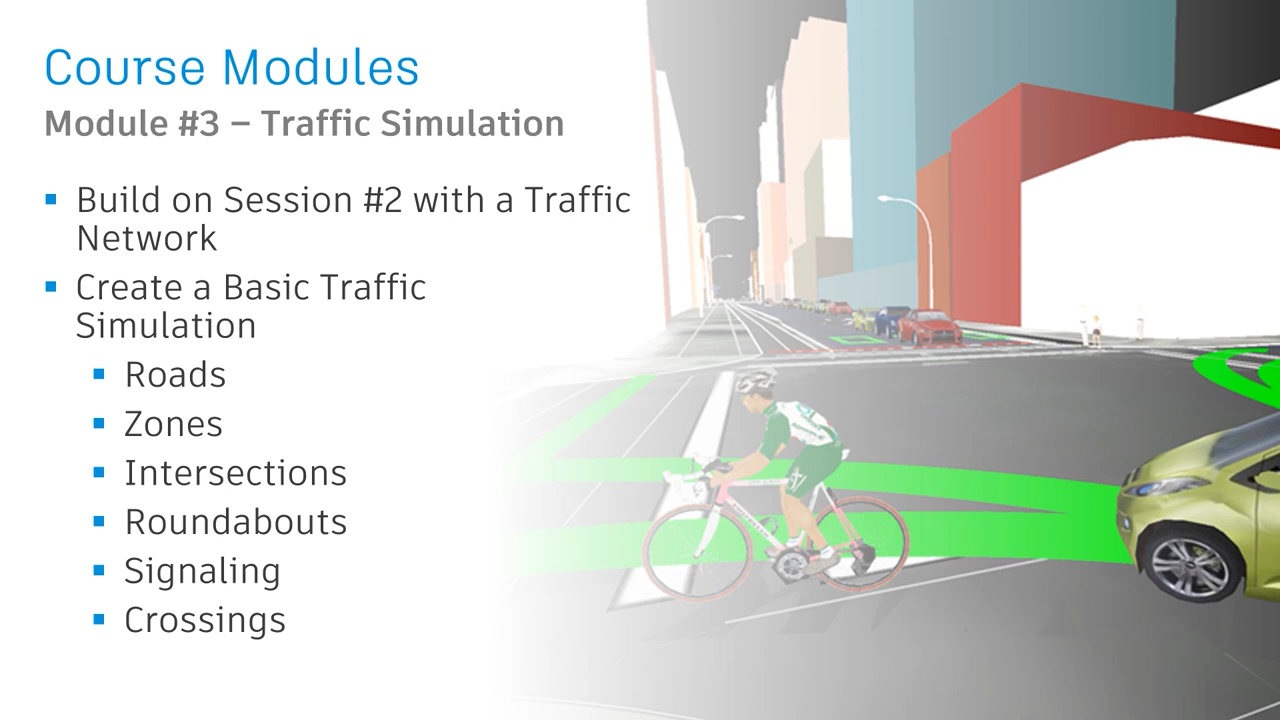 Course Modules
Module #3 – Traffic Simulation
▪ Build on Session #2 with a Traffic
Network
▪ Create a Basic Traffic
Simulation
▪ Roads
▪ Zones
▪ Intersections
▪ Roundabouts
▪ Signaling
▪ Crossings